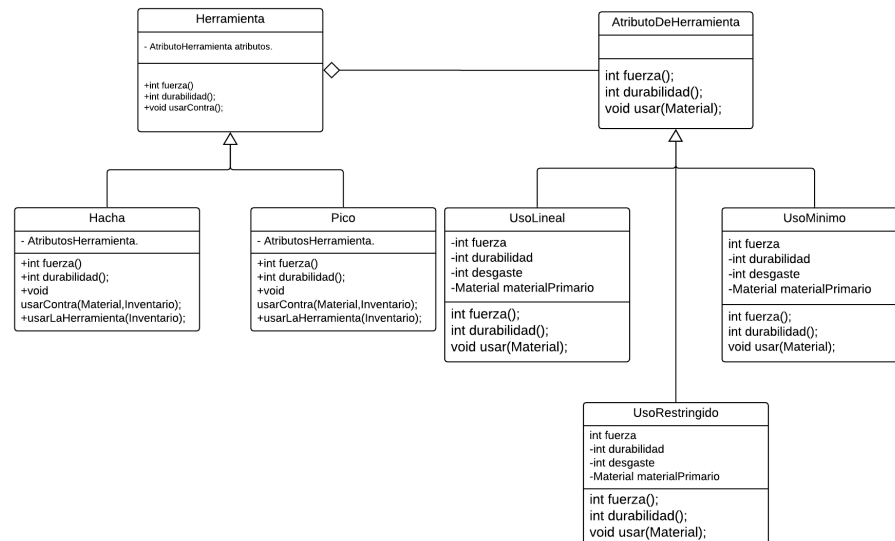 Herramienta
- AtributoHerramienta atributos.
+int fuerza()
+int durabilidad();
+void usarContra();
AtributoDeHerramienta
int fuerza();
int durabilidad();
void usar(Material);
Hacha
- AtributosHerramienta.
+int fuerza()
+int durabilidad();
+void
usarContra(Material,Inventario);
+usarLaHerramienta(Inventario);
Pico
- AtributosHerramienta.
+int fuerza()
+int durabilidad();
+void
usarContra(Material,Inventario);
+usarLaHerramienta(Inventario);
UsoLineal
-int fuerza
-int durabilidad
-int desgaste
-Material materialPrimario
int fuerza();
int durabilidad();
void usar(Material);
UsoMinimo
int fuerza
-int durabilidad
-int desgaste
-Material materialPrimario
int fuerza();
int durabilidad();
void usar(Material);
UsoRestringido
int fuerza
-int durabilidad
-int desgaste
-Material materialPrimario
int fuerza();
int durabilidad();
void usar(Material);